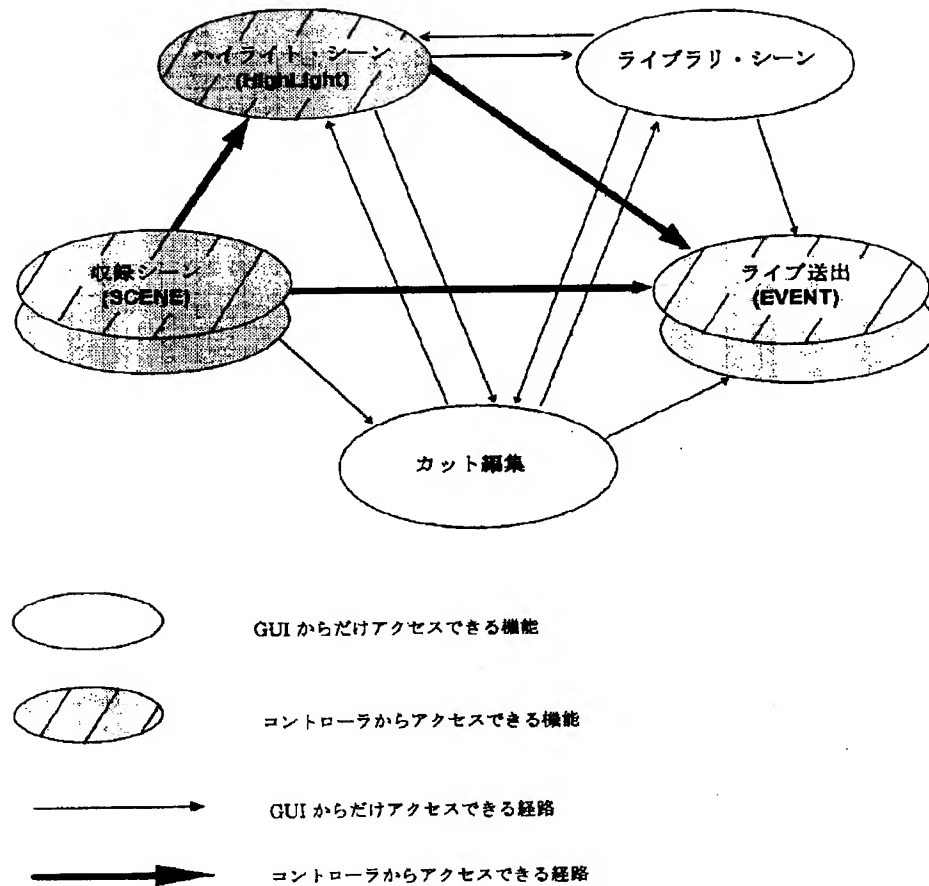 ハイライト・シーン
(HighLight)
ライブラリ・シーン
収録シーン
(SCENE)
ライブ送出
(EVENT)
カット編集
GUI からだけアクセスできる機能
コントローラからアクセスできる機能
GUI からだけアクセスできる経路
コントローラからアクセスできる経路